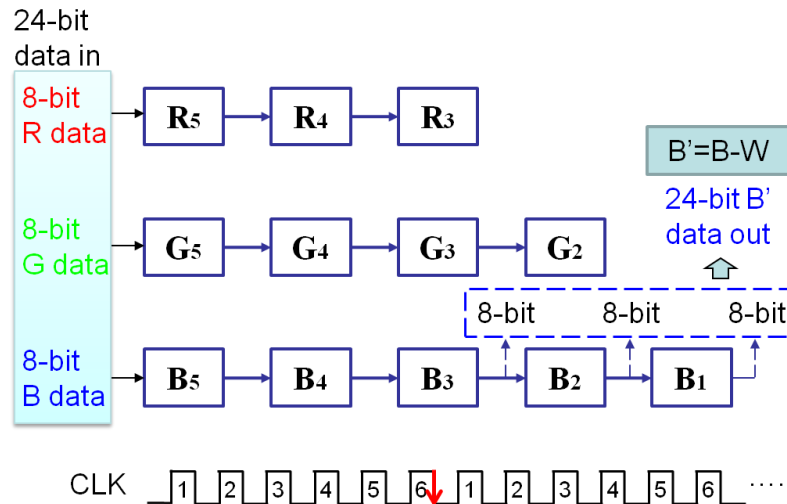 24-bit
data in
8-bit
R data
R5 R4 R3
B'=B-W
24-bit B'
data out
8-bit
G data
G5 G4 G3 G2
8-bit 8-bit 8-bit
8-bit
B data
B5 B4 B3 B2 B1
CLK 1 2 3 4 5 6 1 2 3 4 5 6 ....